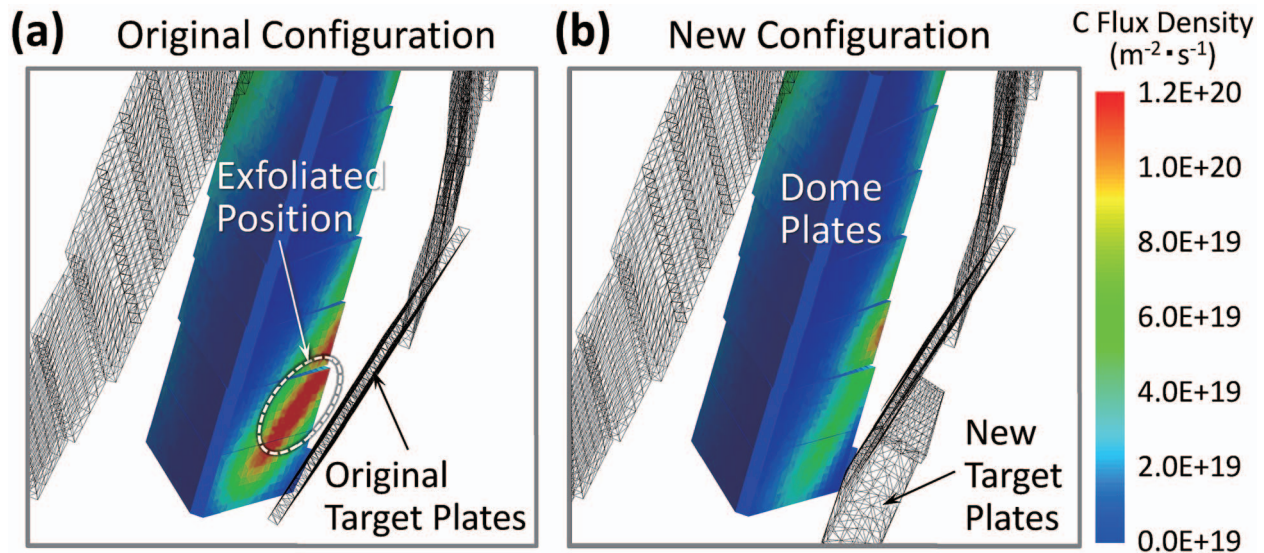 (a) Original Configuration
Exfoliated
Position
Original
Target Plates
(b) New Configuration
Dome
Plates
New
Target
Plates
C Flux Density
(m⁻²·s⁻¹)
1.2E+20
1.0E+20
8.0E+19
6.0E+19
4.0E+19
2.0E+19
0.0E+19